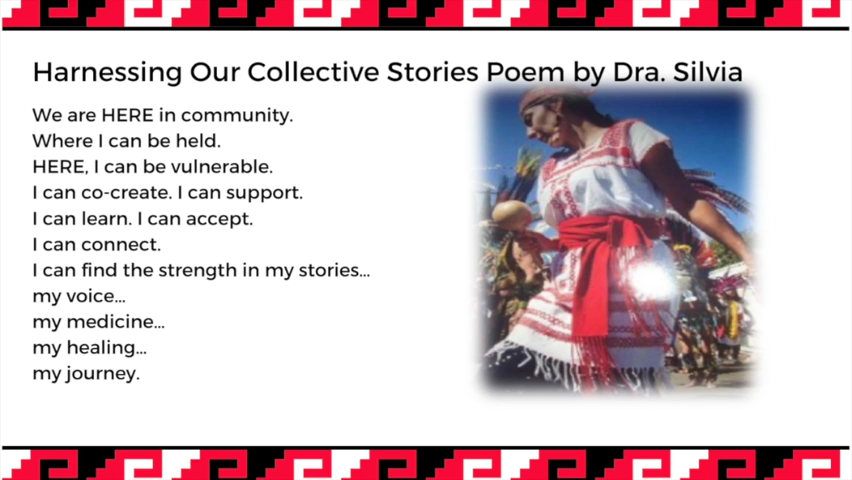 Harnessing Our Collective Stories Poem by Dra. Silvia
We are HERE in community.
Where I can be held.
HERE, I can be vulnerable.
I can co-create. I can support.
I can learn. I can accept.
I can connect.
I can find the strength in my stories...
my voice...
my medicine...
my healing...
my journey.